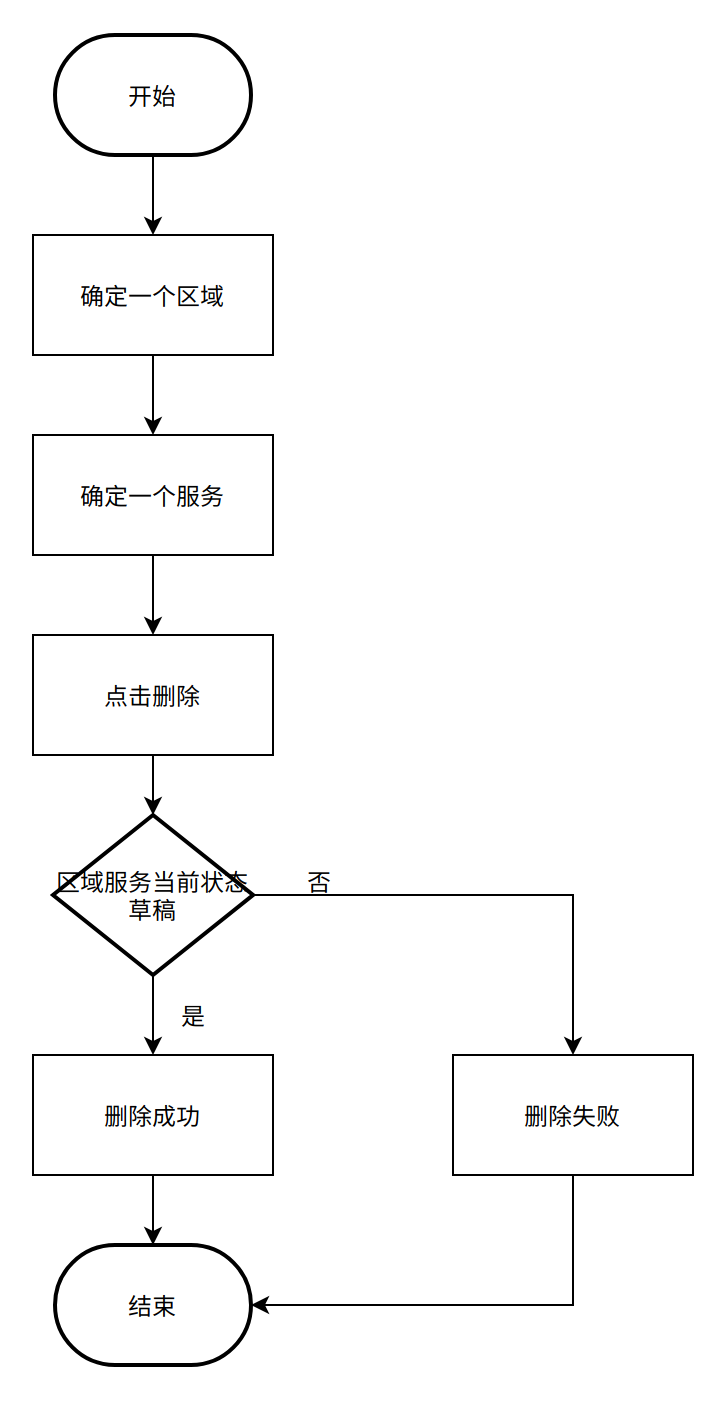 开始
确定一个区域
确定一个服务
点击删除
区域服务当前状态
草稿
否
是
删除成功
删除失败
结束